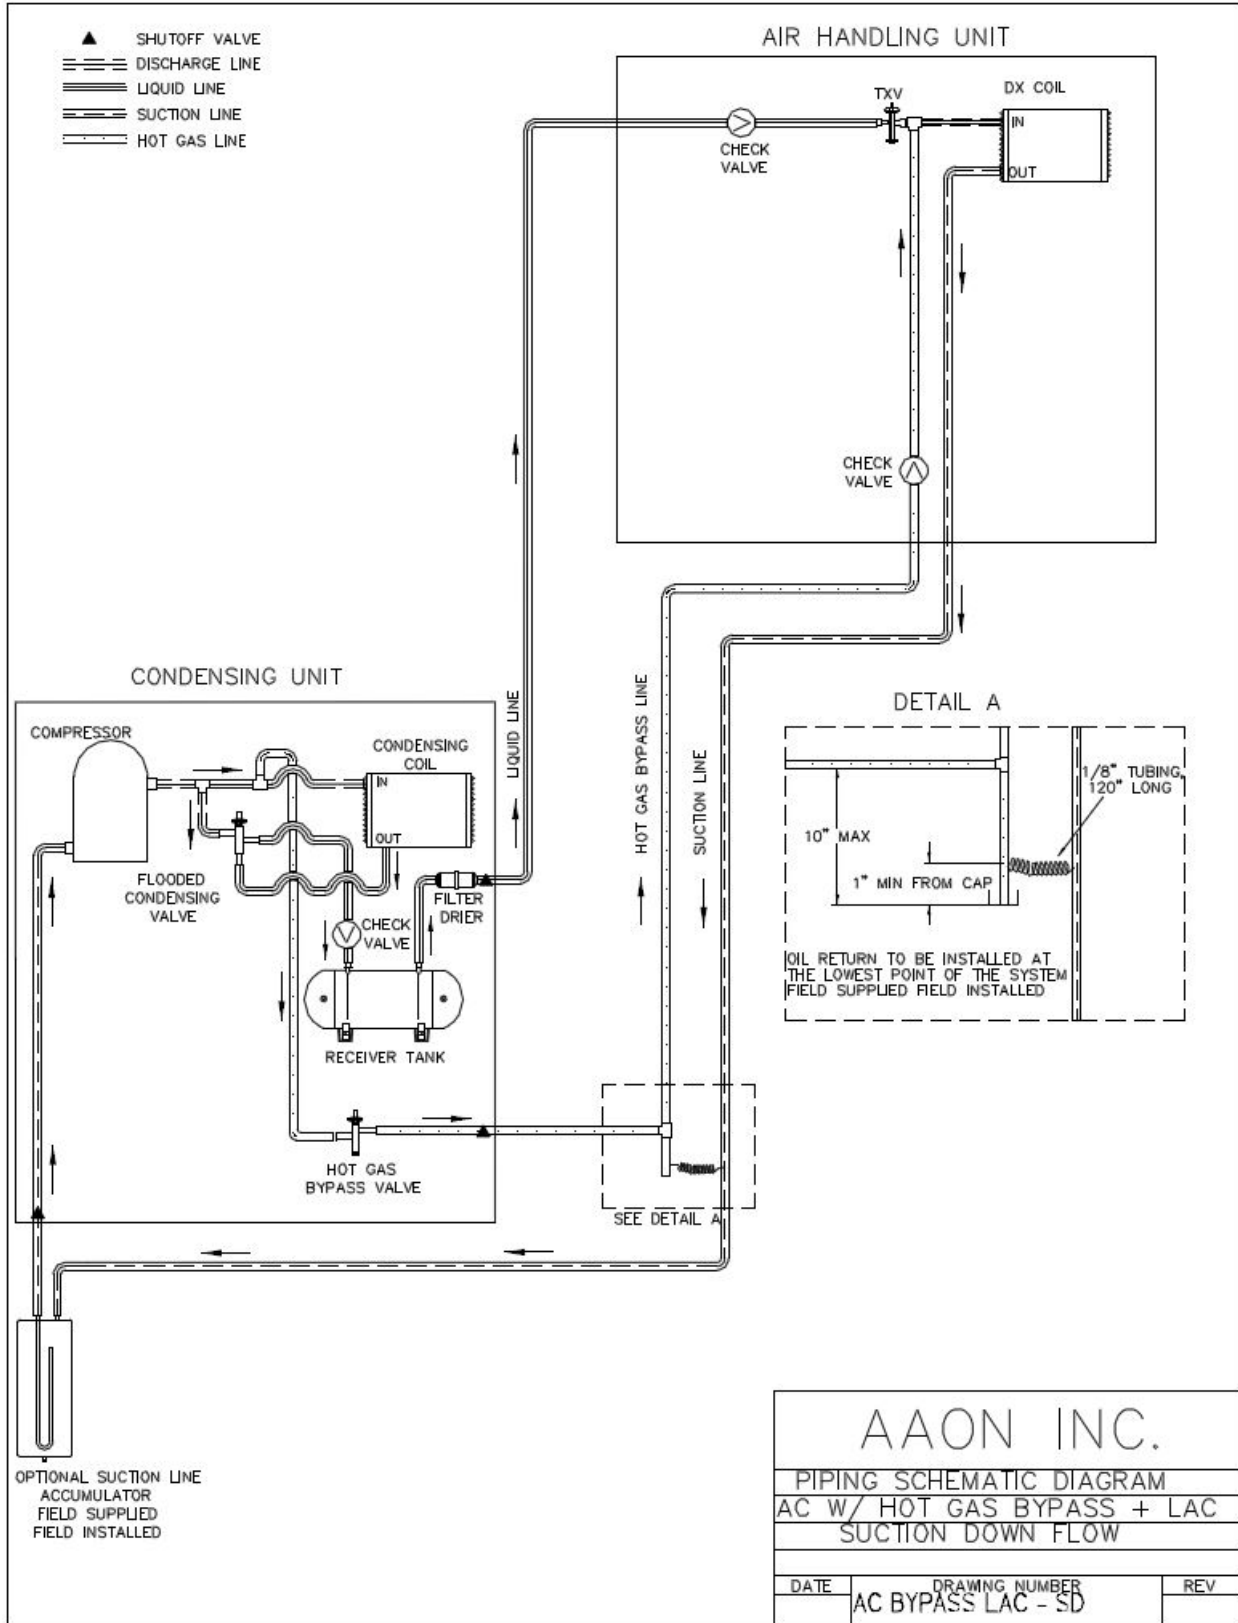 SHUTOFF VALVE
DISCHARGE LINE
LIQUID LINE
SUCTION LINE
HOT GAS LINE
AIR HANDLING UNIT
TXV
DX COIL
IN
OUT
CHECK
VALVE
CHECK
VALVE
CONDENSING UNIT
COMPRESSOR
CONDENSING
COIL
IN
OUT
FLOODED
CONDENSING
VALVE
CHECK
VALVE
FILTER
DRIER
RECEIVER TANK
HOT GAS
BYPASS VALVE
LIQUID LINE
HOT GAS BYPASS LINE
SUCTION LINE
SEE DETAIL A
DETAIL A
1/8" TUBING,
120" LONG
10" MAX
1" MIN FROM CAP
OIL RETURN TO BE INSTALLED AT
THE LOWEST POINT OF THE SYSTEM
FIELD SUPPLIED FIELD INSTALLED
OPTIONAL SUCTION LINE
ACCUMULATOR
FIELD SUPPLIED
FIELD INSTALLED
AAON INC.
PIPING SCHEMATIC DIAGRAM
AC W/ HOT GAS BYPASS + LAC
SUCTION DOWN FLOW
DATE
DRAWING NUMBER
REV
AC BYPASS LAC - SD